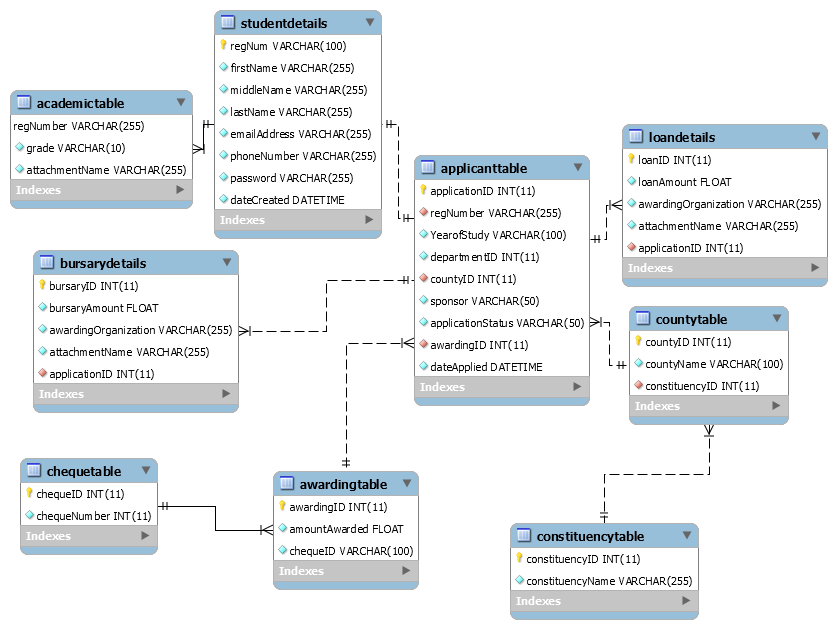 studentdetails
regNum VARCHAR(100)
firstName VARCHAR(255)
middleName VARCHAR(255)
lastName VARCHAR(255)
emailAddress VARCHAR(255)
phoneNumber VARCHAR(255)
password VARCHAR(255)
dateCreated DATETIME
Indexes
academictable
regNumber VARCHAR(255)
grade VARCHAR(10)
attachmentName VARCHAR(255)
Indexes
applicanttable
applicationID INT(11)
regNumber VARCHAR(255)
YearofStudy VARCHAR(100)
departmentID INT(11)
countyID INT(11)
sponsor VARCHAR(50)
applicationStatus VARCHAR(50)
awardingID INT(11)
dateApplied DATETIME
Indexes
loandetails
loanID INT(11)
loanAmount FLOAT
awardingOrganization VARCHAR(255)
attachmentName VARCHAR(255)
applicationID INT(11)
Indexes
bursarydetails
bursaryID INT(11)
bursaryAmount FLOAT
awardingOrganization VARCHAR(255)
attachmentName VARCHAR(255)
applicationID INT(11)
Indexes
countytable
countyID INT(11)
countyName VARCHAR(100)
constituencyID INT(11)
Indexes
chequetable
chequeID INT(11)
chequeNumber INT(11)
Indexes
awardingtable
awardingID INT(11)
amountAwarded FLOAT
chequeID VARCHAR(100)
Indexes
constituencytable
constituencyID INT(11)
constituencyName VARCHAR(255)
Indexes